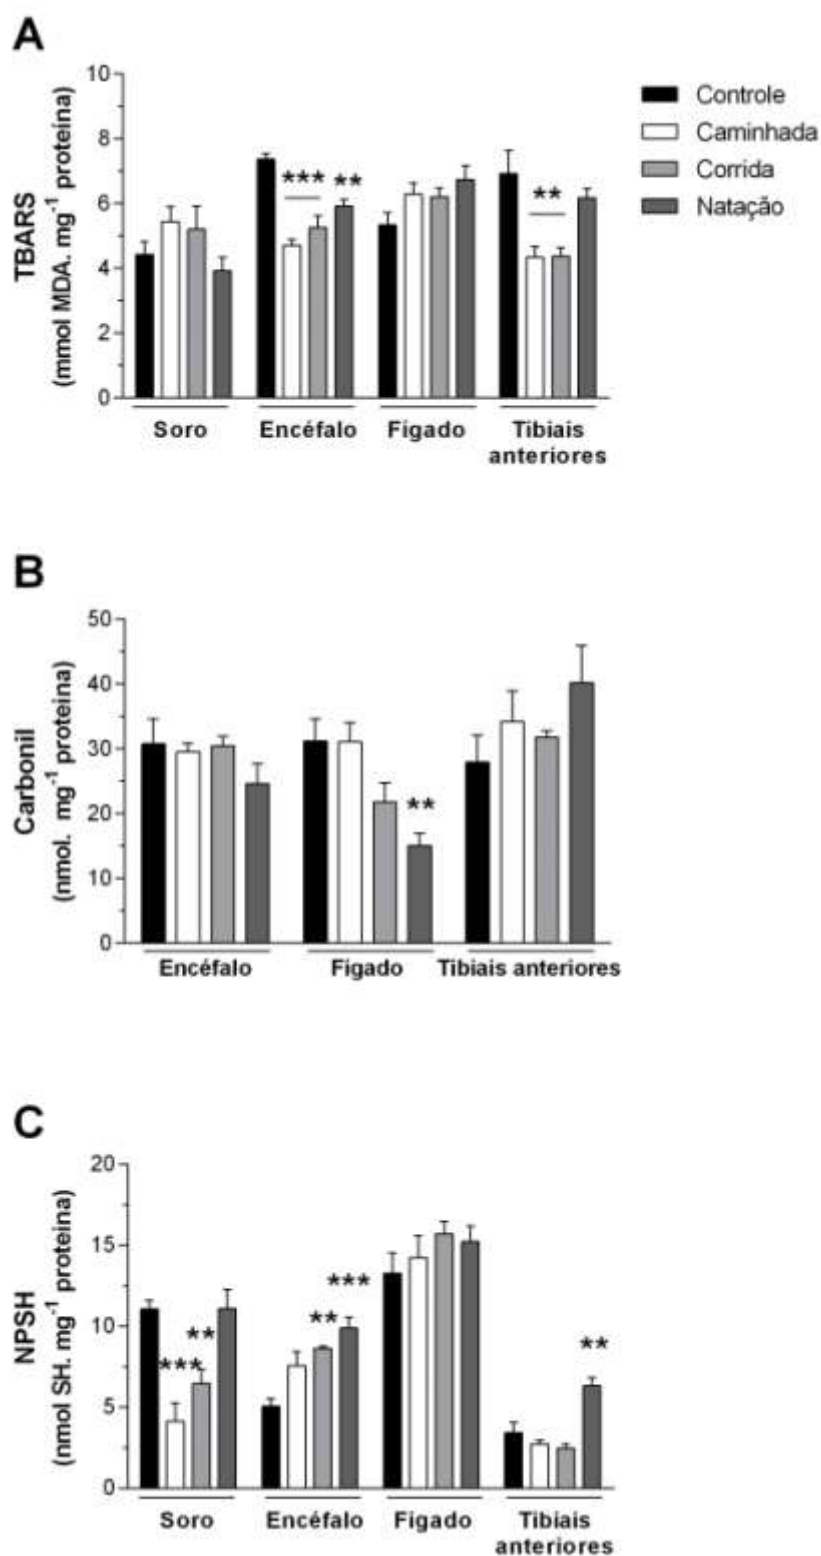 A
TBARS
(mmol MDA. mg⁻¹ proteína)
10
8
6
4
2
0
*** **
**
Soro Encéfalo Fígado Tibiais
anteriores
Controle
Caminhada
Corrida
Natação
B
Carbonil
(nmol. mg⁻¹ proteína)
50
40
30
20
10
0
**
Encéfalo Fígado Tibiais anteriores
C
NPSH
(nmol SH. mg⁻¹ proteína)
20
15
10
5
0
***
**
**
***
**
Soro Encéfalo Fígado Tibiais
anteriores